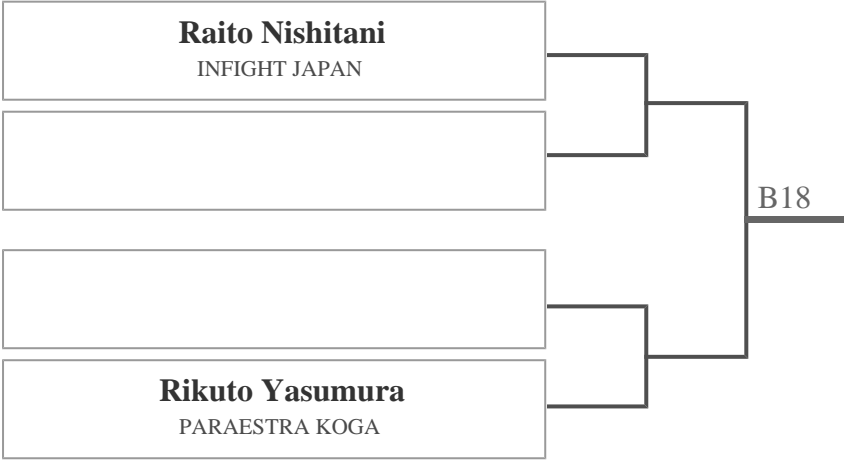 Raito Nishitani
INFIGHT JAPAN
B18
Rikuto Yasumura
PARAESTRA KOGA